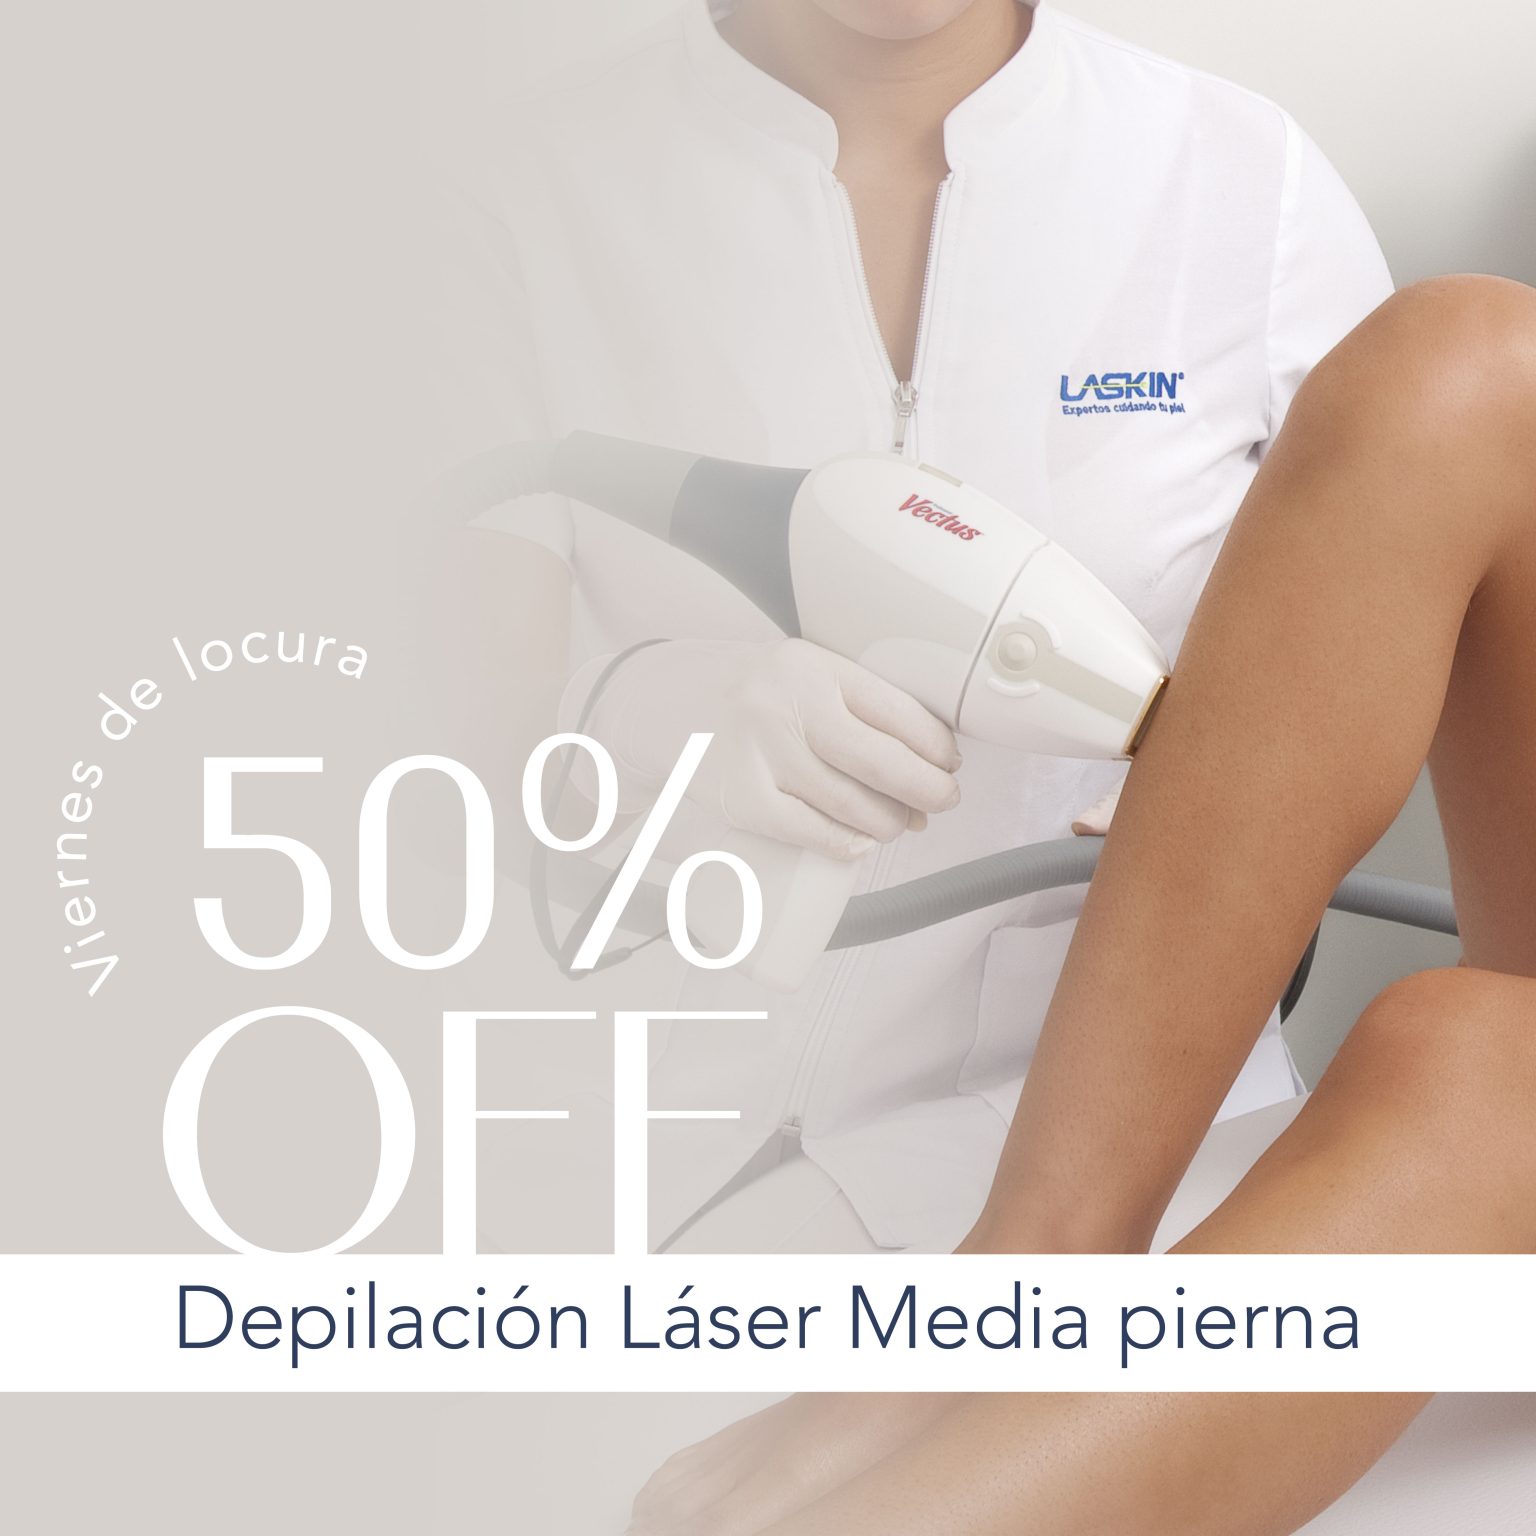 LASKIN®
Expertos cuidando tu piel
Vectus
Viernes de locura
50%
OFF
Depilación Láser Media pierna